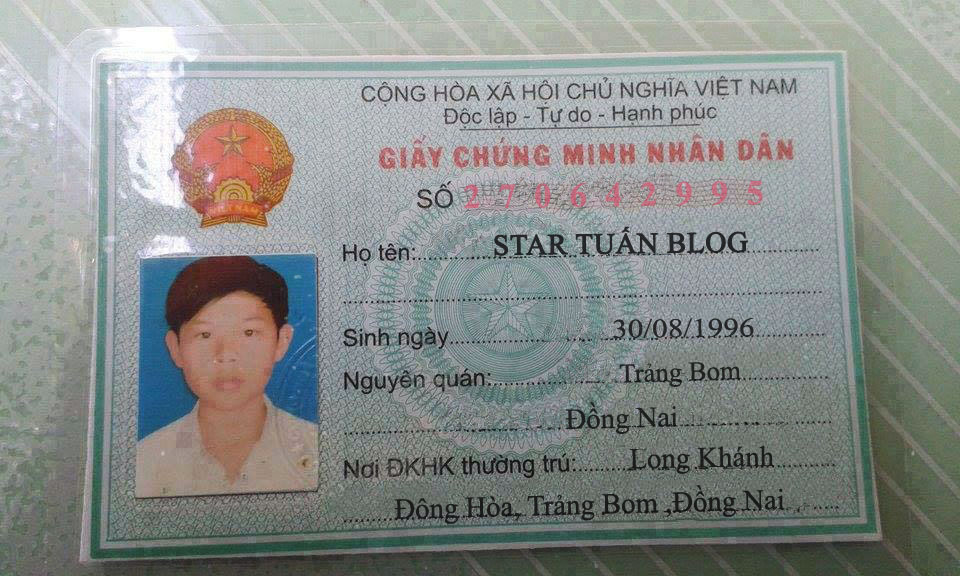 CỘNG HÒA XÃ HỘI CHỦ NGHĨA VIỆT NAM
Độc lập - Tự do - Hạnh phúc
GIẤY CHỨNG MINH NHÂN DÂN
SỐ 270642995
Họ tên: STAR TUẤN BLOG
Sinh ngày 30/08/1996
Nguyên quán: Trảng Bom
Đồng Nai
Nơi ĐKHK thường trú: Long Khánh
Đông Hòa, Trảng Bom ,Đồng Nai
VIỆT NAM